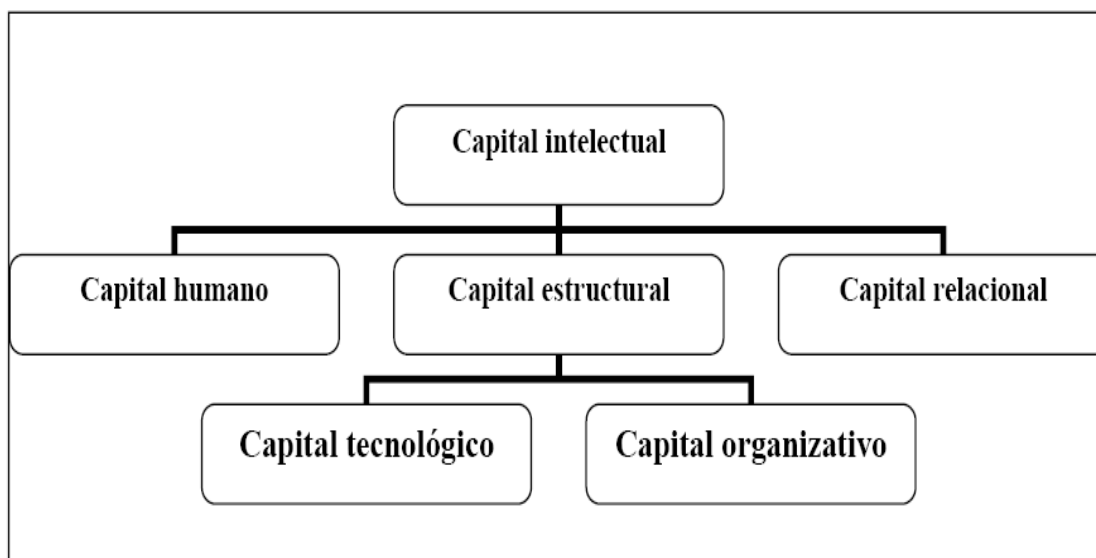 Capital intelectual
Capital humano
Capital estructural
Capital relacional
Capital tecnológico
Capital organizativo